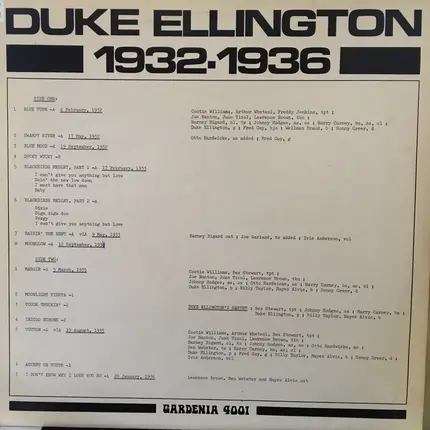 DUKE ELLINGTON
1932·1936
SIDE ONE:
1 BLUE TUNE -A 4 February, 1932
Cootie Williams, Arthur Whetsol, Freddy Jenkins, tpt ;
Joe Nanton, Juan Tizol, Lawrence Brown, tbn ;
Barney Bigard, cl, ts ; Johnny Hodges, as, ss ; Harry Carney, bs, as, cl ;
Duke Ellington, p ; Fred Guy, bjo ; Wellman Braud, b ; Sonny Greer, d
2 SWAMPY RIVER -A 17 May, 1932
Otto Hardwicke, as added ; Fred Guy, g
3 BLUE MOOD -A 19 September, 1932
4 DUCKY WUCKY -B
5 BLACKBIRDS MEDLEY, PART 1 -A 17 February, 1933
I can't give you anything but Love
Doin' the new low down
I must have that man
Baby
6 BLACKBIRDS MEDLEY, PART 2 -A
Dixie
Diga Diga doo
Porgy
I can't give you anything but Love
7 RAISIN' THE RENT -A 9 May, 1933
Barney Bigard out ; Joe Garland, ts added ; Ivie Anderson, vcl
8 MOONGLOW -A 12 September, 193
SIDE TWO:
1 MARGIE -1 5 March, 1935
Cootie Williams, Rex Stewart, tpt ;
Joe Nanton, Juan Tizol, Lawrence Brown, tbn ;
Johnny Hodges, as, ss ; Otto Hardwicke, as ; Harry Carney, bs, as, cl ;
Duke Ellington, p ; Billy Taylor, Hayes Alvis, b ; Sonny Greer, d
2 MOONLIGHT FIESTA -1
3 TOUGH TRUCKIN' -1
DUKE ELLINGTON'S SEXTET : Rex Stewart, tpt ; Johnny Hodges, ss ; Harry Carney, bs ;
Duke Ellington, p ; Billy Taylor, Hayes Alvis, b
4 INDIGO ECHOES -2
5 -1 19 August, 1935
Cootie Williams, Arthur Whetsol, Rex Stewart, tpt ;
Joe Nanton, Juan Tizol, Lawrence Brown, tbn ;
Barney Bigard, cl, ts ; Johnny Hodges, as, ss ; Otto Hardwicke, as ;
Ben Webster, ts ; Harry Carney, bs, as, cl ;
Duke Ellington, p ; Fred Guy, g ; Billy Taylor, Hayes Alvis, b ; Sonny Greer, d ;
Ivie Anderson, vcl
6 ACCENT ON YOUTH -1
7 I DON'T KNOW WHY I LOVE YOU SO -1 20 January, 1936
Lawrence Brown, Ben Webster and Hayes Alvis out
GARDENIA 4001